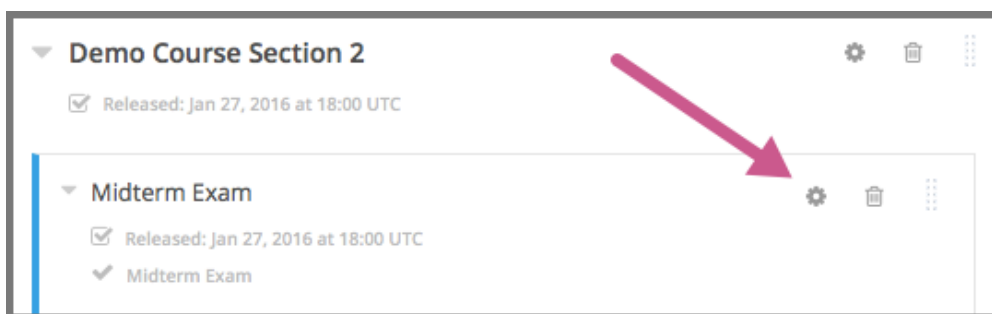 Demo Course Section 2
Released: Jan 27, 2016 at 18:00 UTC
Midterm Exam
Released: Jan 27, 2016 at 18:00 UTC
Midterm Exam